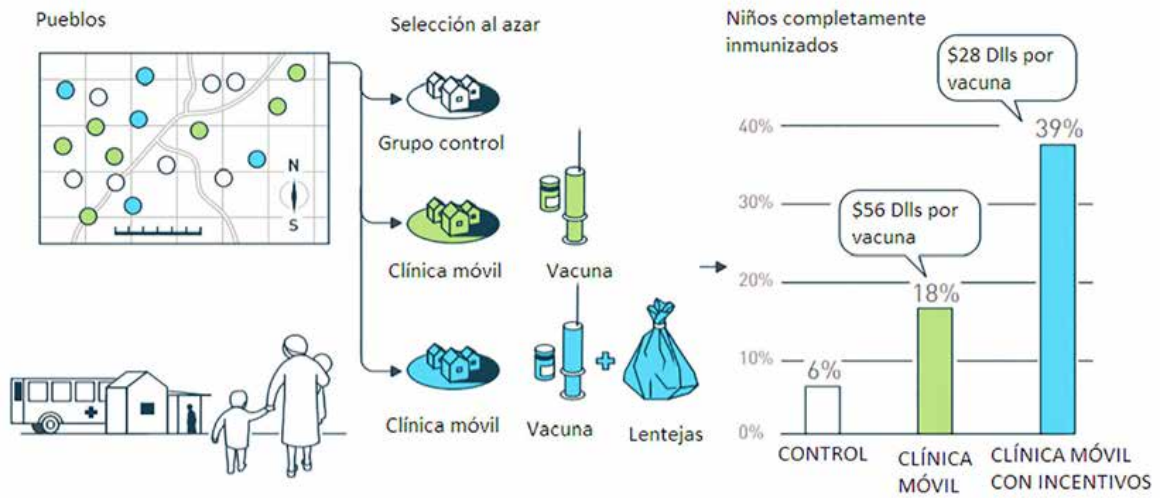 Pueblos
N
S
Selección al azar
Grupo control
Clínica móvil
Vacuna
Clínica móvil
Vacuna
Lentejas
Niños completamente
inmunizados
$28 Dlls por
vacuna
40%
39%
30%
$56 Dlls por
vacuna
20%
18%
10%
6%
0%
CONTROL
CLÍNICA
MÓVIL
CLÍNICA MÓVIL
CON INCENTIVOS